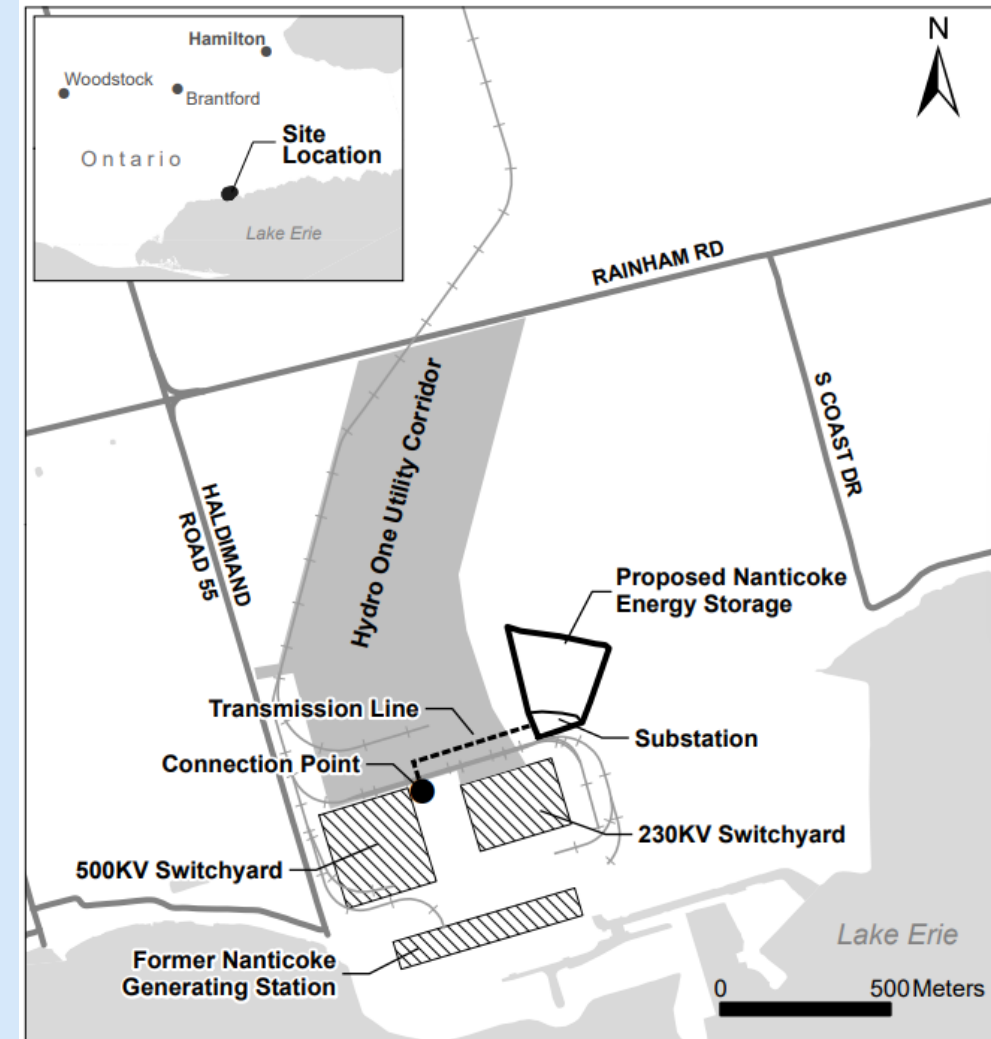 Hamilton
Woodstock
Brantford
Site
Location
Ontario
Lake Erie
N
RAINHAM RD
S COAST DR
Hydro One Utility Corridor
HALDIMAND
ROAD 55
Proposed Nanticoke
Energy Storage
Transmission Line
Substation
Connection Point
230KV Switchyard
500KV Switchyard
Former Nanticoke
Generating Station
Lake Erie
0 500 Meters